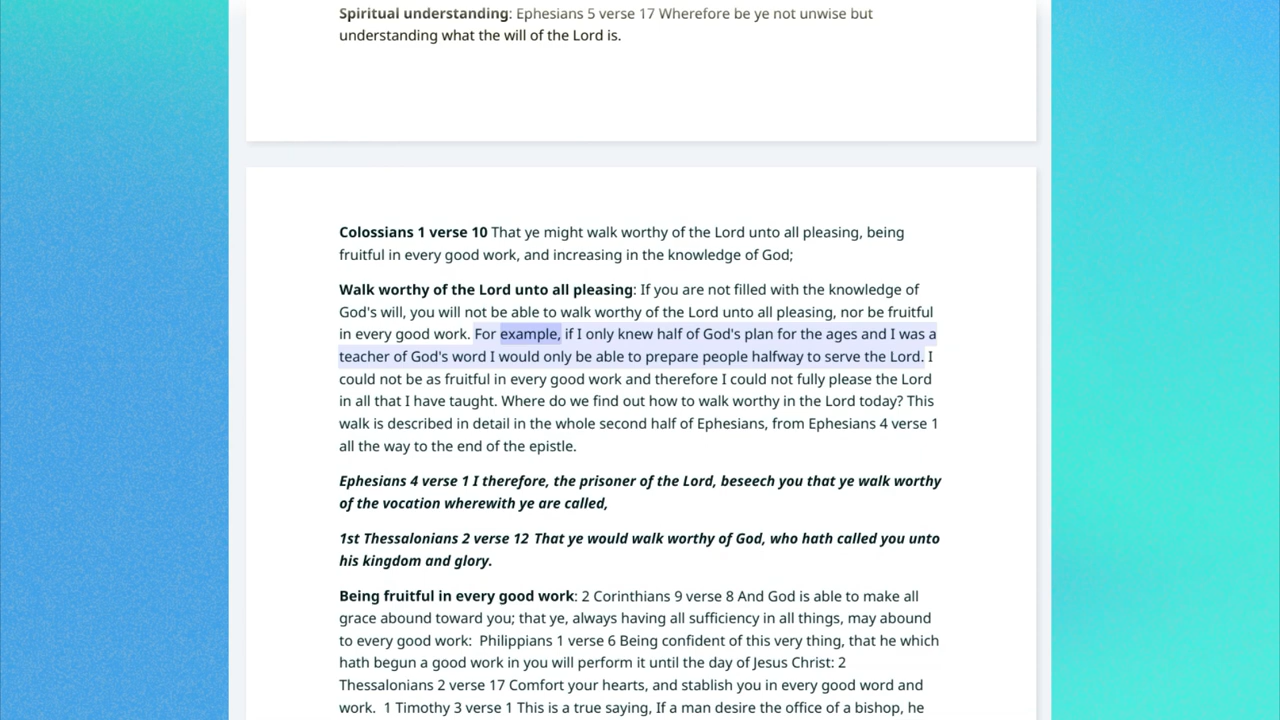 Spiritual understanding: Ephesians 5 verse 17 Wherefore be ye not unwise but
understanding what the will of the Lord is.
Colossians 1 verse 10 That ye might walk worthy of the Lord unto all pleasing, being
fruitful in every good work, and increasing in the knowledge of God;
Walk worthy of the Lord unto all pleasing: If you are not filled with the knowledge of
God's will, you will not be able to walk worthy of the Lord unto all pleasing, nor be fruitful
in every good work. For example, if I only knew half of God's plan for the ages and I was a
teacher of God's word I would only be able to prepare people halfway to serve the Lord. I
could not be as fruitful in every good work and therefore I could not fully please the Lord
in all that I have taught. Where do we find out how to walk worthy in the Lord today? This
walk is described in detail in the whole second half of Ephesians, from Ephesians 4 verse 1
all the way to the end of the epistle.
Ephesians 4 verse 1 I therefore, the prisoner of the Lord, beseech you that ye walk worthy
of the vocation wherewith ye are called,
1st Thessalonians 2 verse 12 That ye would walk worthy of God, who hath called you unto
his kingdom and glory.
Being fruitful in every good work: 2 Corinthians 9 verse 8 And God is able to make all
grace abound toward you; that ye, always having all sufficiency in all things, may abound
to every good work: Philippians 1 verse 6 Being confident of this very thing, that he which
hath begun a good work in you will perform it until the day of Jesus Christ: 2
Thessalonians 2 verse 17 Comfort your hearts, and stablish you in every good word and
work. 1 Timothy 3 verse 1 This is a true saying, If a man desire the office of a bishop, he